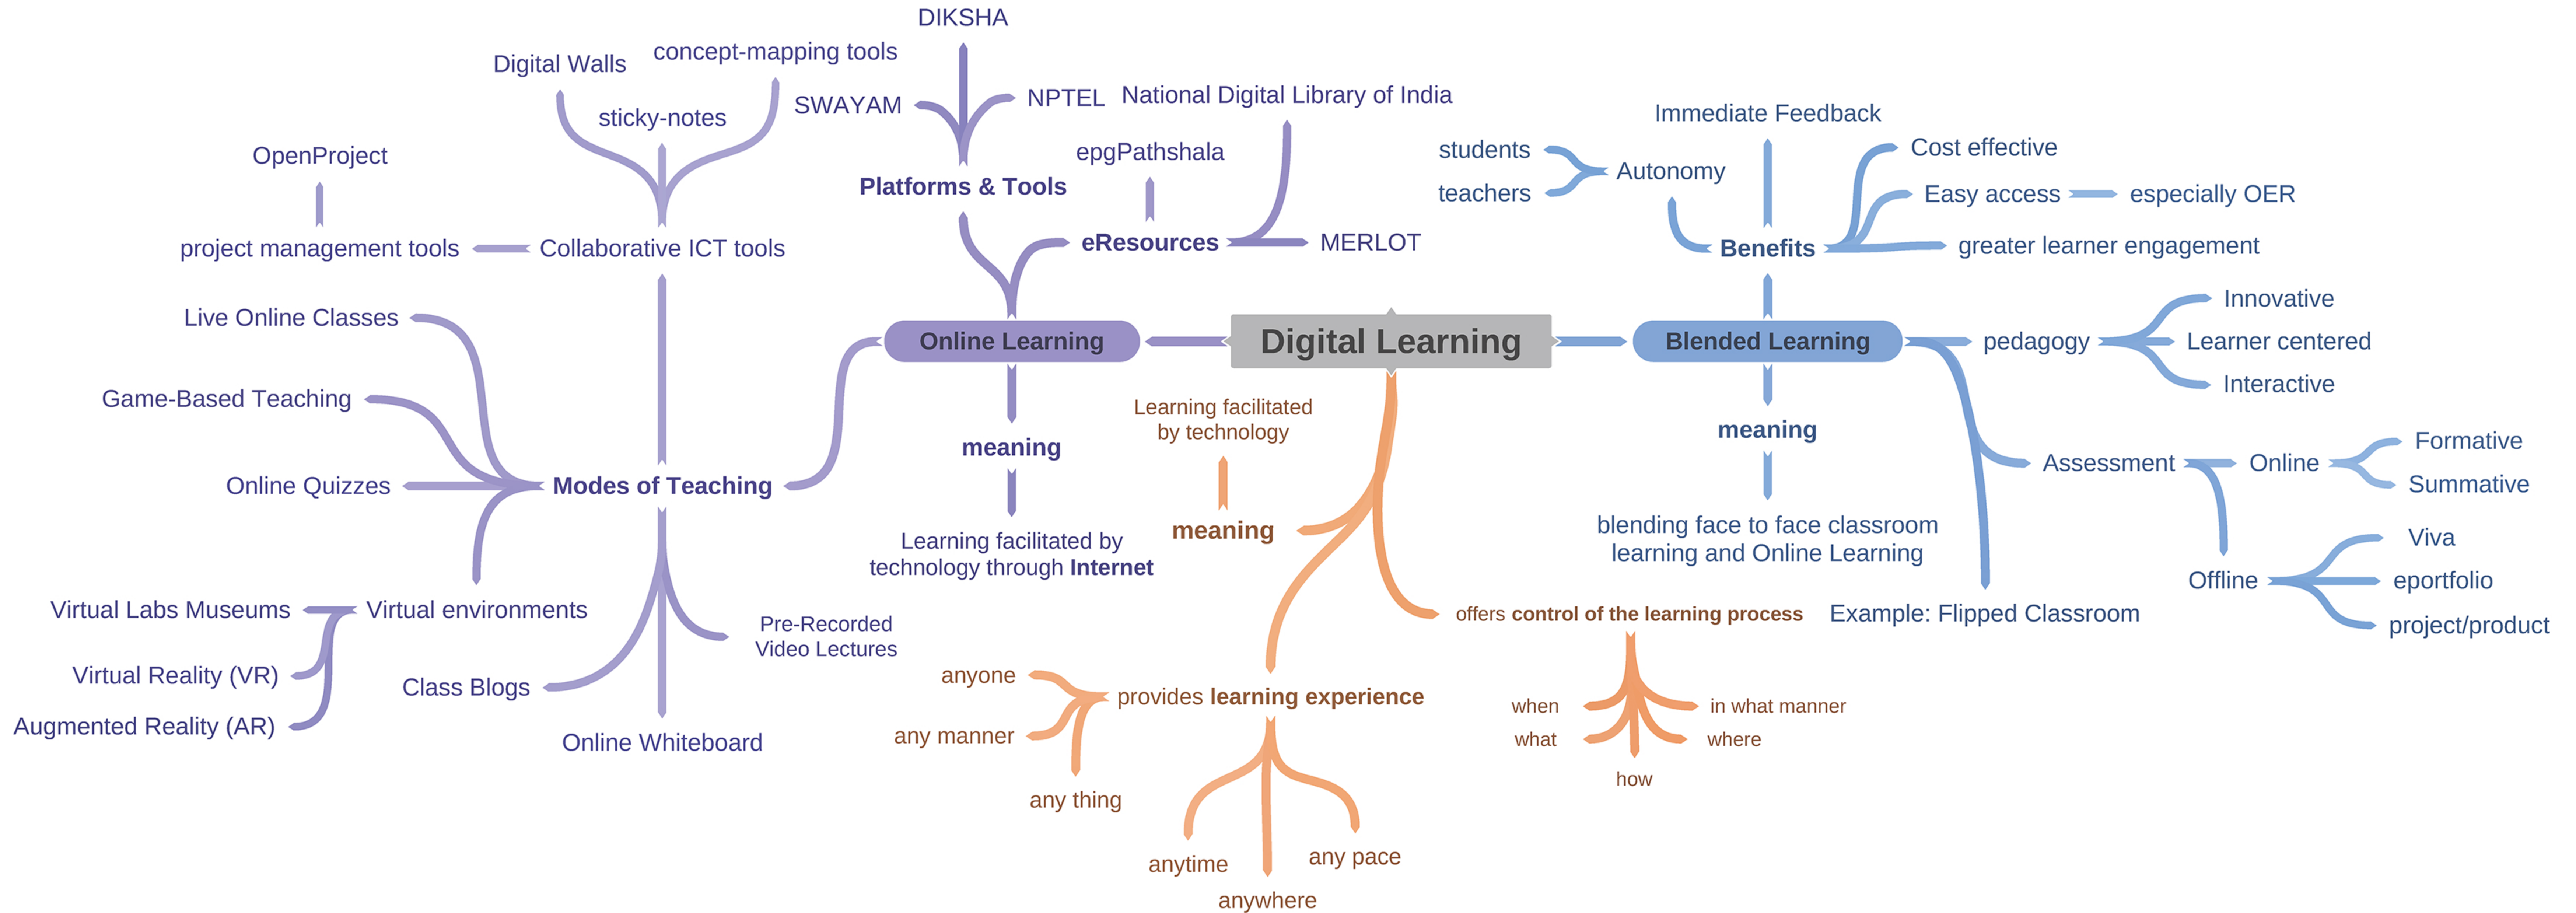 DIKSHA
Digital Walls
concept-mapping tools
SWAYAM
NPTEL
National Digital Library of India
sticky-notes
OpenProject
epgPathshala
Platforms & Tools
project management tools
Collaborative ICT tools
eResources
MERLOT
Immediate Feedback
students
teachers
Autonomy
Cost effective
Easy access
especially OER
Benefits
greater learner engagement
Live Online Classes
Online Learning
Digital Learning
Blended Learning
pedagogy
Innovative
Learner centered
Interactive
Game-Based Teaching
Online Quizzes
Modes of Teaching
meaning
Learning facilitated by
technology through Internet
Learning facilitated
by technology
meaning
meaning
blending face to face classroom
learning and Online Learning
Assessment
Online
Formative
Summative
Offline
Viva
eportfolio
project/product
Example: Flipped Classroom
Virtual Labs Museums
Virtual environments
Virtual Reality (VR)
Augmented Reality (AR)
Class Blogs
Pre-Recorded
Video Lectures
Online Whiteboard
offers control of the learning process
when
what
how
where
in what manner
provides learning experience
anyone
any manner
any thing
anytime
anywhere
any pace